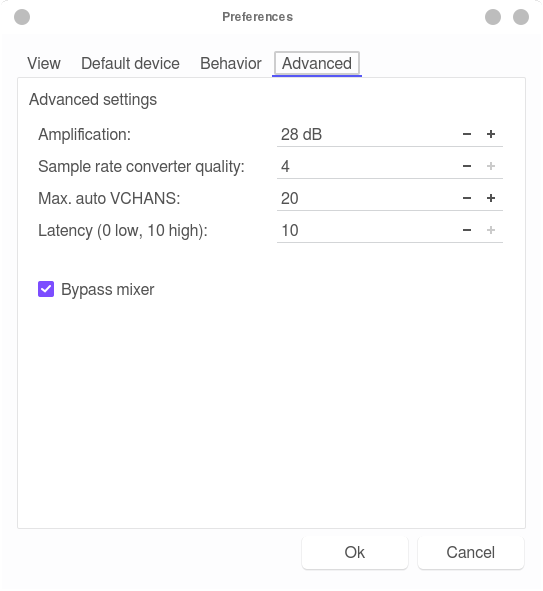 Preferences
View Default device Behavior Advanced
Advanced settings
Amplification: 28 dB
Sample rate converter quality: 4
Max. auto VCHANS: 20
Latency (0 low, 10 high): 10
Bypass mixer
Ok Cancel